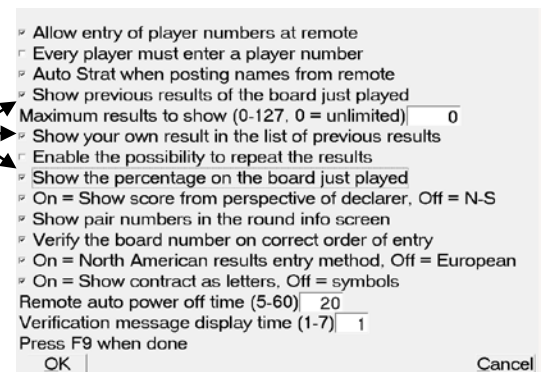 Allow entry of player numbers at remote
Every player must enter a player number
Auto Strat when posting names from remote
Show previous results of the board just played
Maximum results to show (0-127, 0 = unlimited) 0
Show your own result in the list of previous results
Enable the possibility to repeat the results
Show the percentage on the board just played
On = Show score from perspective of declarer, Off = N-S
Show pair numbers in the round info screen
Verify the board number on correct order of entry
On = North American results entry method, Off = European
On = Show contract as letters, Off = symbols
Remote auto power off time (5-60) 20
Verification message display time (1-7) 1
Press F9 when done
OK Cancel